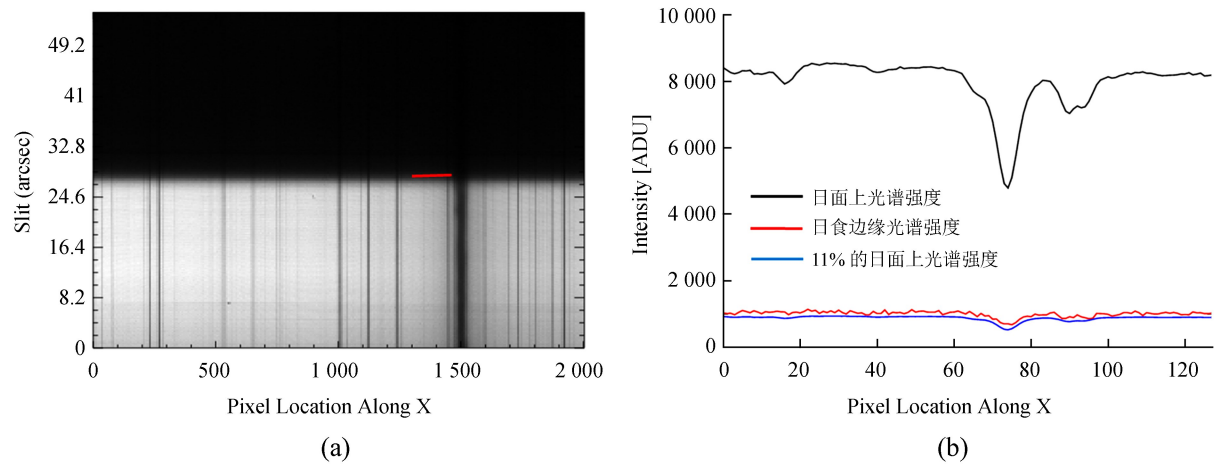 49.2
41
32.8
24.6
16.4
8.2
0
Slit (arcsec)
0 500 1 000 1 500 2 000
Pixel Location Along X
(a)
10 000
8 000
6 000
4 000
2 000
0
Intensity [ADU]
日面上光谱强度
日食边缘光谱强度
11% 的日面上光谱强度
0 20 40 60 80 100 120
Pixel Location Along X
(b)